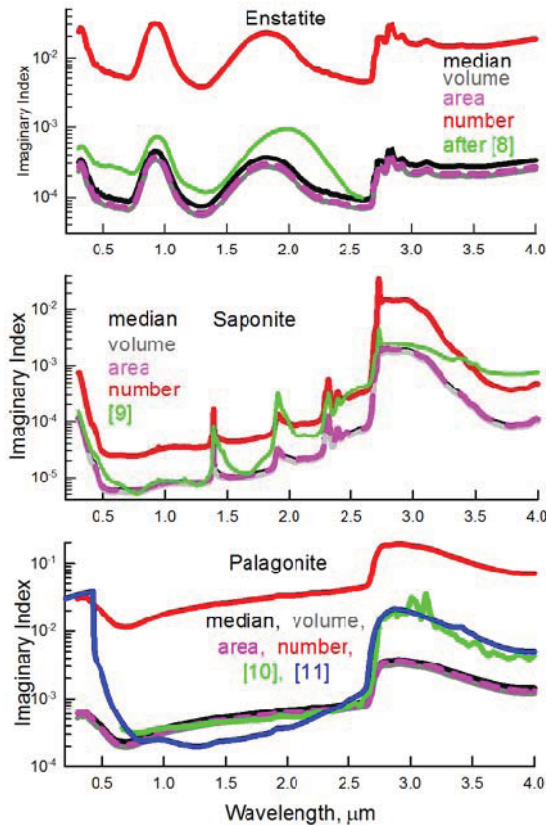 Enstatite
Imaginary Index
10⁻²
10⁻³
10⁻⁴
median
volume
area
number
after [8]
0.5 1.0 1.5 2.0 2.5 3.0 3.5 4.0
Saponite
Imaginary Index
10⁻²
10⁻³
10⁻⁴
10⁻⁵
median
volume
area
number
[9]
0.5 1.0 1.5 2.0 2.5 3.0 3.5 4.0
Palagonite
Imaginary Index
10⁻¹
10⁻²
10⁻³
10⁻⁴
median, volume,
area, number,
[10], [11]
0.5 1.0 1.5 2.0 2.5 3.0 3.5 4.0
Wavelength, μm